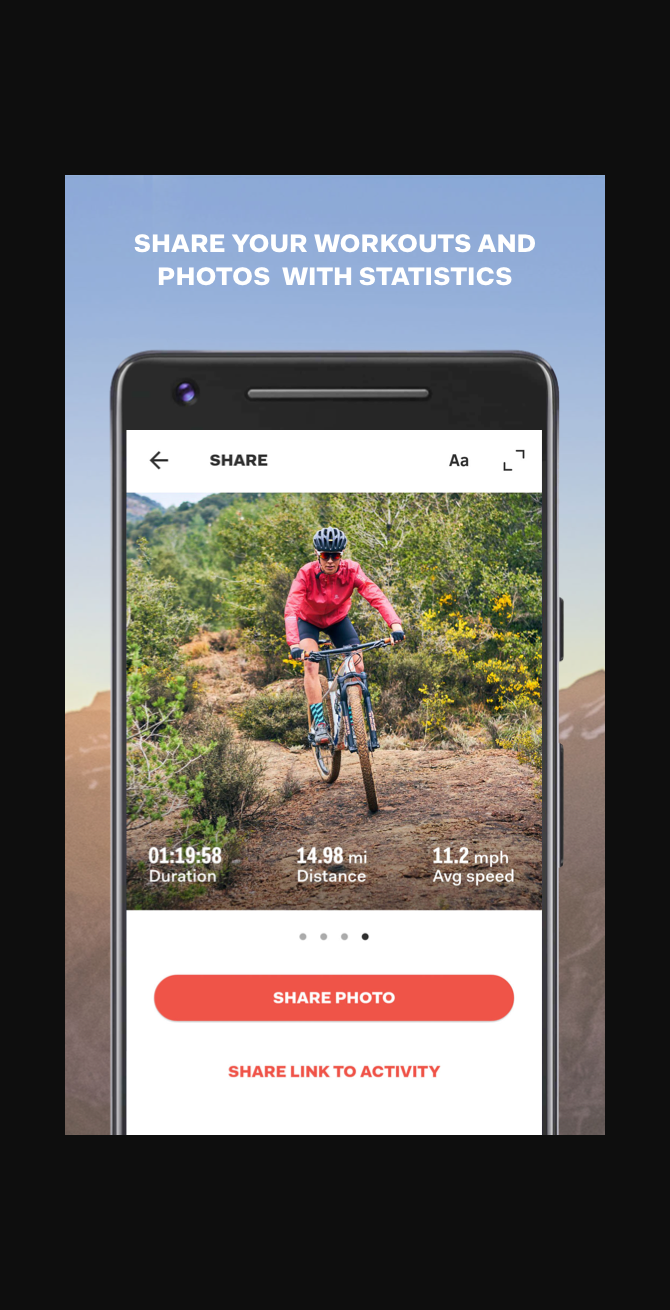 SHARE YOUR WORKOUTS AND
PHOTOS WITH STATISTICS
SHARE Aa
01:19:58 14.98 mi 11.2 mph
Duration Distance Avg speed
SHARE PHOTO
SHARE LINK TO ACTIVITY